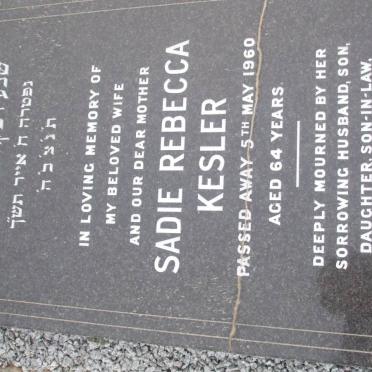 נפטרה ח אייר תש"ך
ת' נ' צ' ב' ה'
IN LOVING MEMORY OF
MY BELOVED WIFE
AND OUR DEAR MOTHER
SADIE REBECCA
KESLER
PASSED AWAY 5TH MAY 1960
AGED 64 YEARS.
DEEPLY MOURNED BY HER
SORROWING HUSBAND, SON,
DAUGHTER, SON-IN-LAW,